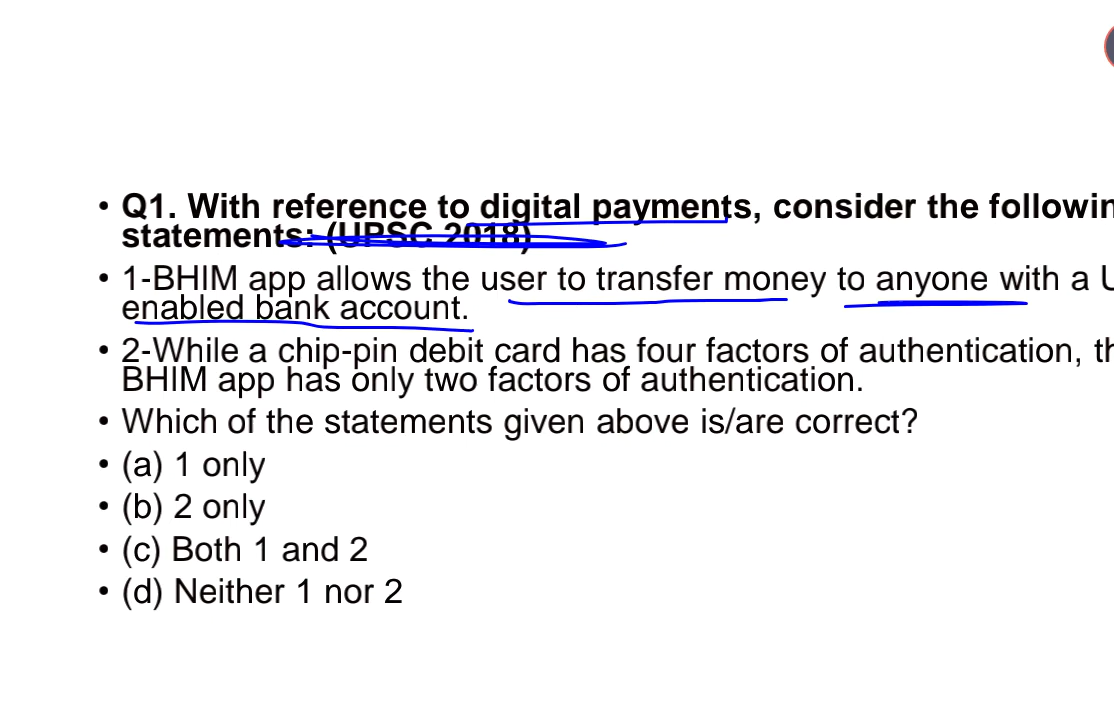 • Q1. With reference to digital payments, consider the followin
statements: (UPSC 2018)
• 1-BHIM app allows the user to transfer money to anyone with a U
enabled bank account.
• 2-While a chip-pin debit card has four factors of authentication, th
BHIM app has only two factors of authentication.
• Which of the statements given above is/are correct?
• (a) 1 only
• (b) 2 only
• (c) Both 1 and 2
• (d) Neither 1 nor 2